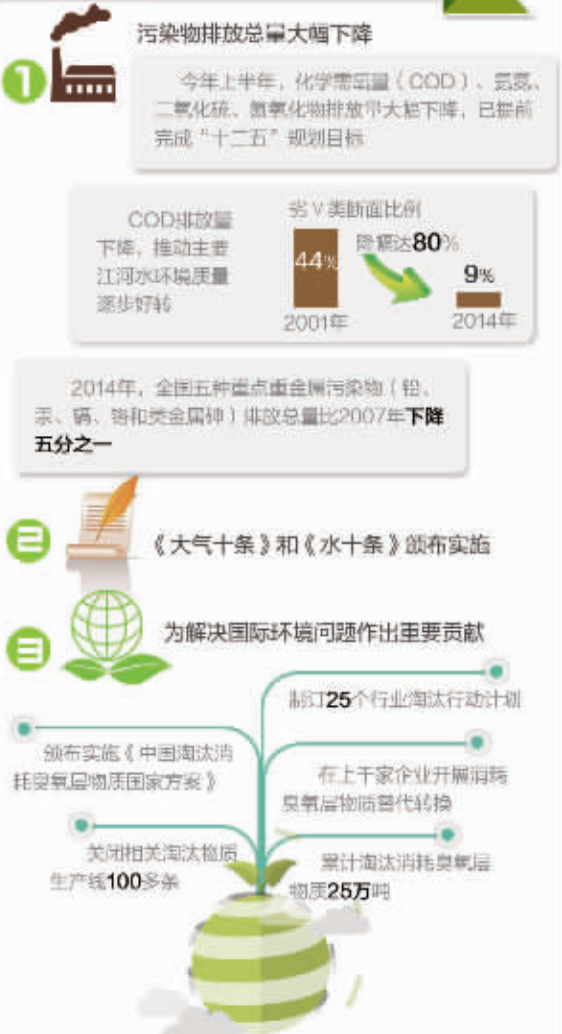 1
污染物排放总量大幅下降
今年上半年，化学需氧量（COD）、氨氮、
二氧化硫、氮氧化物排放量大幅下降，已提前
完成“十二五”规划目标
COD排放量
下降，推动主要
江河水环境质量
逐步好转
劣V类断面比例
44%
降幅达80%
9%
2001年
2014年
2014年，全国五种重点重金属污染物（铅、
汞、镉、铬和类金属砷）排放总量比2007年下降
五分之一
2
《大气十条》和《水十条》颁布实施
3
为解决国际环境问题作出重要贡献
制订25个行业淘汰行动计划
颁布实施《中国淘汰消
耗臭氧层物质国家方案》
在上千家企业开展消耗
臭氧层物质替代转换
关闭相关淘汰物质
生产线100多条
累计淘汰消耗臭氧层
物质25万吨